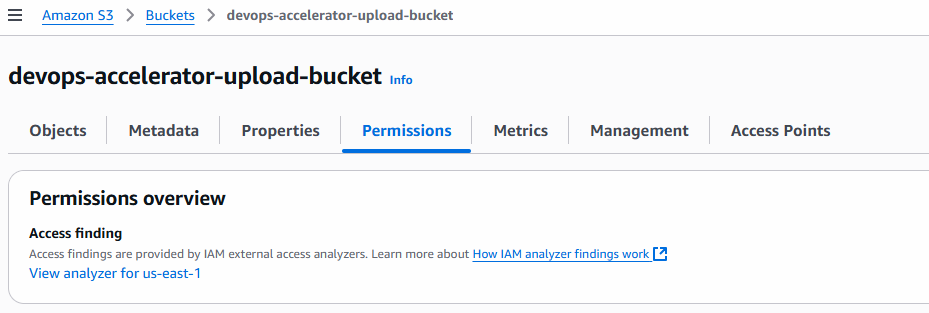 Amazon S3 > Buckets > devops-accelerator-upload-bucket
devops-accelerator-upload-bucket Info
Objects Metadata Properties Permissions Metrics Management Access Points
Permissions overview
Access finding
Access findings are provided by IAM external access analyzers. Learn more about How IAM analyzer findings work
View analyzer for us-east-1